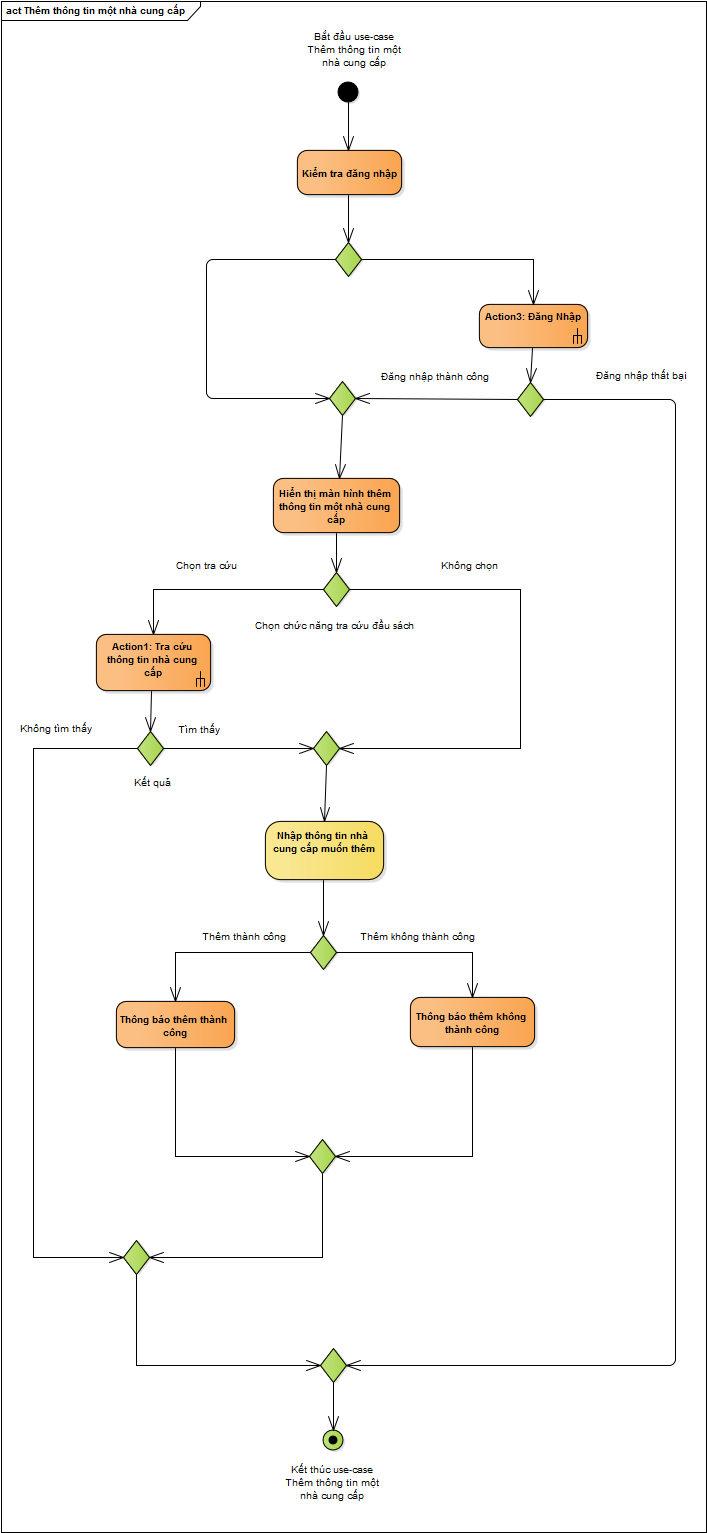 act Thêm thông tin một nhà cung cấp
Bắt đầu use-case
Thêm thông tin một
nhà cung cấp
Kiểm tra đăng nhập
Action3: Đăng Nhập
Đăng nhập thành công
Đăng nhập thất bại
Hiển thị màn hình thêm
thông tin một nhà cung
cấp
Chọn tra cứu
Không chọn
Chọn chức năng tra cứu đầu sách
Action1: Tra cứu
thông tin nhà cung
cấp
Không tìm thấy
Tìm thấy
Kết quả
Nhập thông tin nhà
cung cấp muốn thêm
Thêm thành công
Thêm không thành công
Thông báo thêm thành
công
Thông báo thêm không
thành công
Kết thúc use-case
Thêm thông tin một
nhà cung cấp